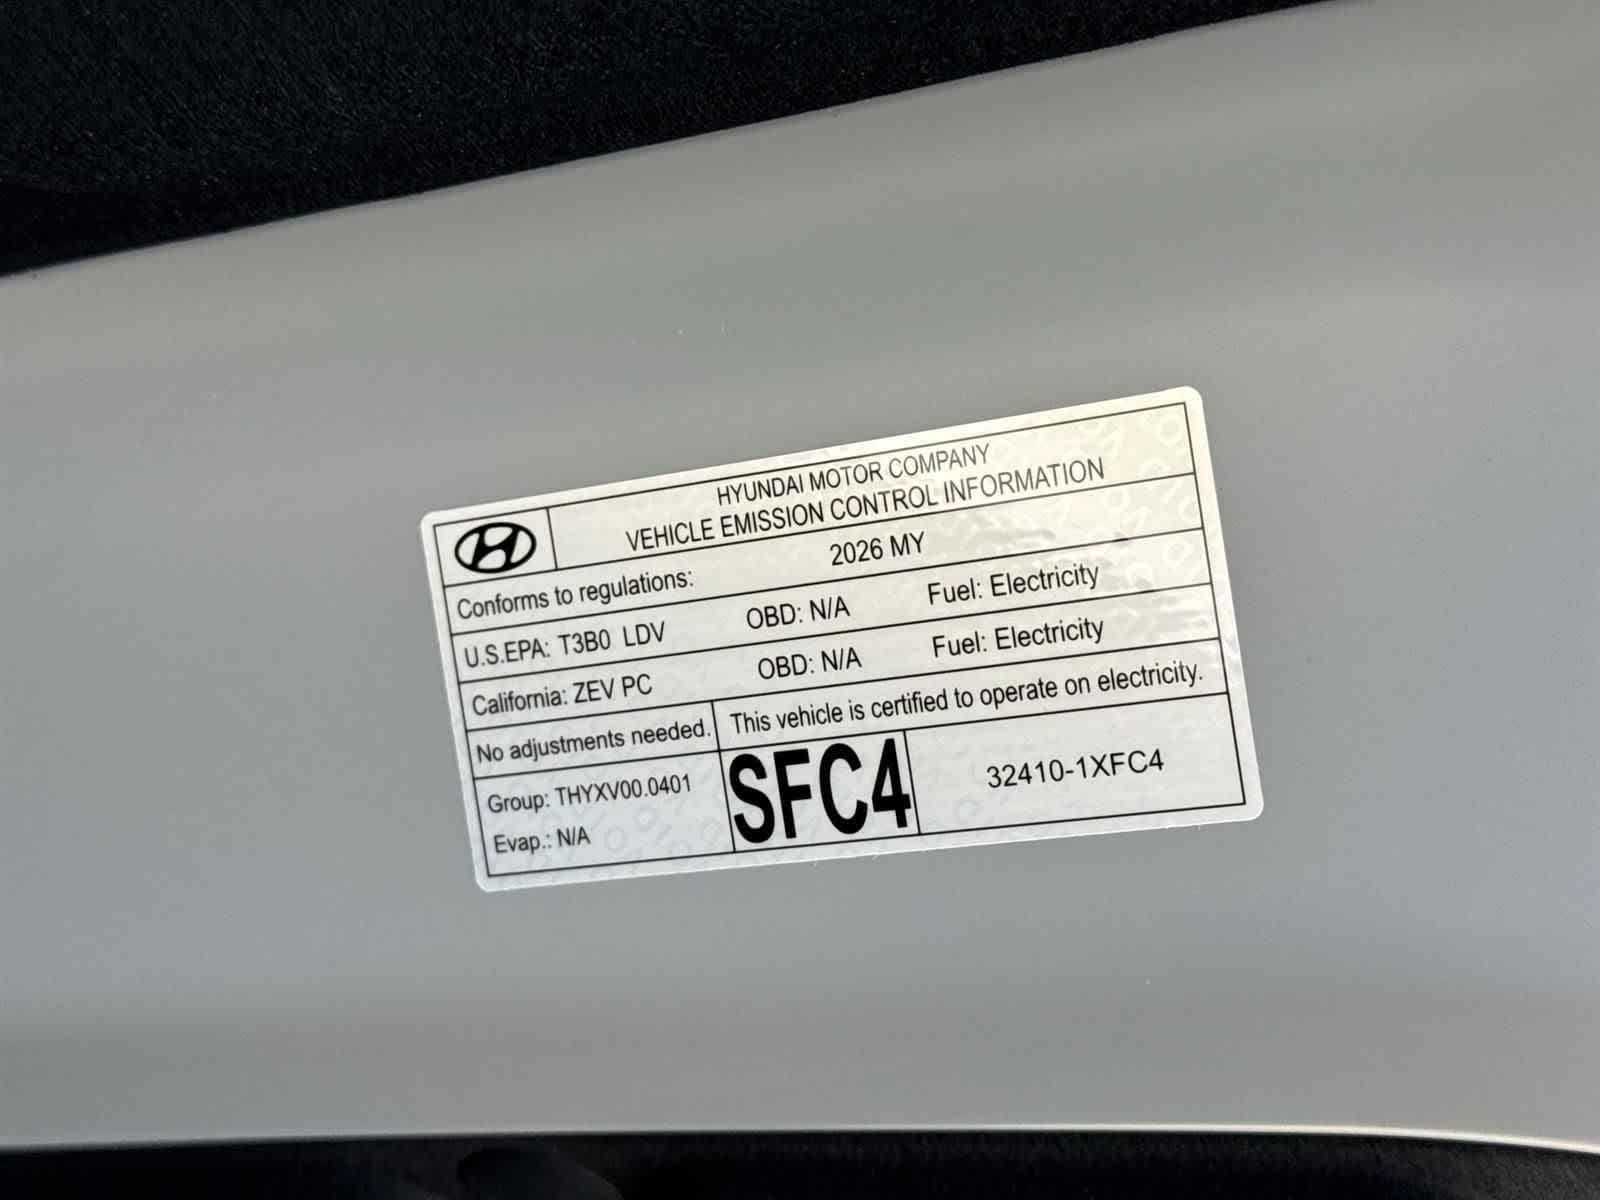 HYUNDAI MOTOR COMPANY
VEHICLE EMISSION CONTROL INFORMATION
Conforms to regulations: 2026 MY
U.S.EPA: T3B0 LDV OBD: N/A Fuel: Electricity
California: ZEV PC OBD: N/A Fuel: Electricity
No adjustments needed. This vehicle is certified to operate on electricity.
Group: THYXV00.0401
Evap.: N/A
SFC4
32410-1XFC4